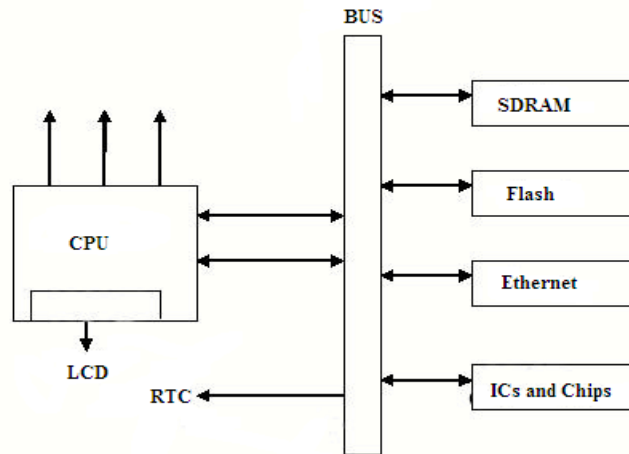 BUS
SDRAM
Flash
CPU
Ethernet
LCD
RTC
ICs and Chips